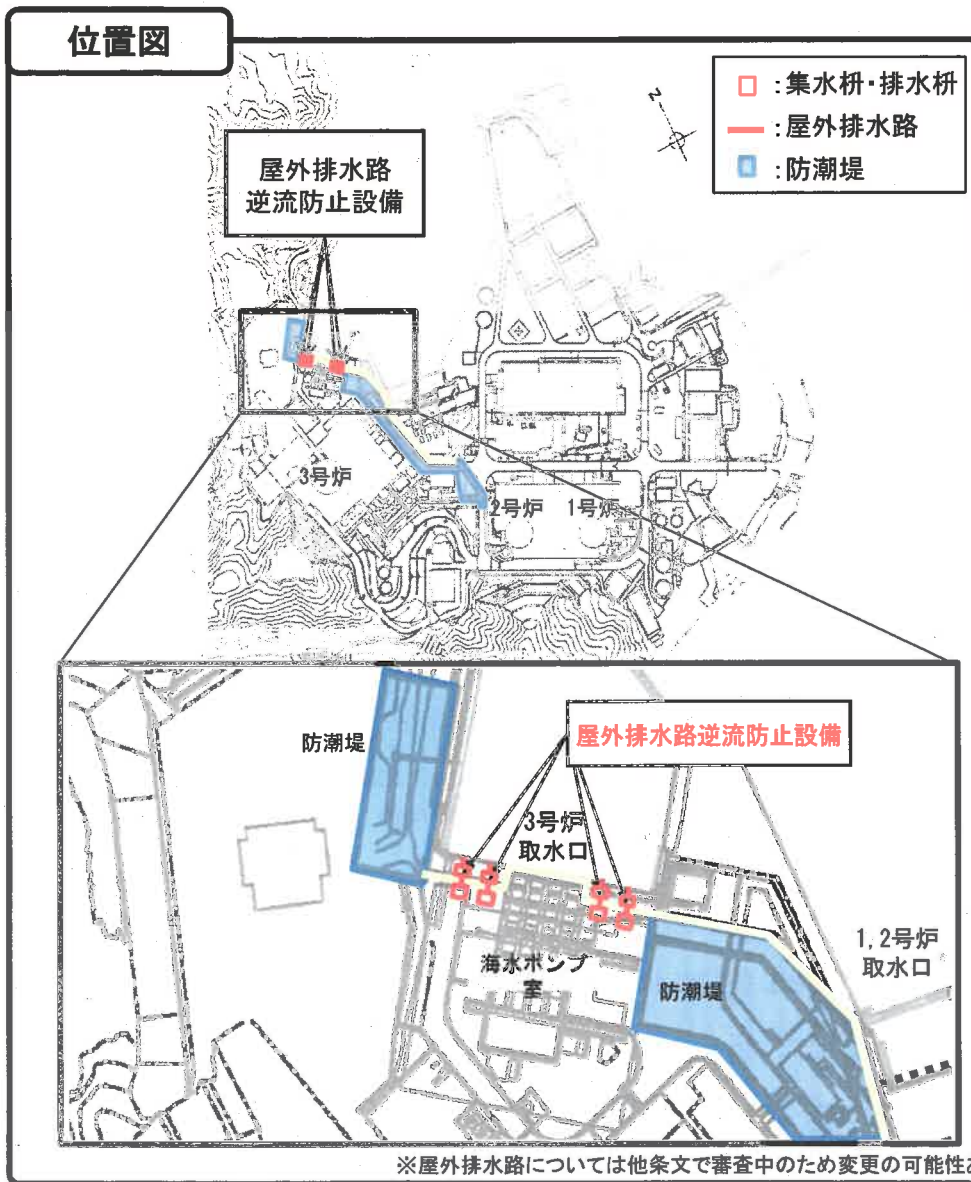 位置図
：集水枡・排水枡
：屋外排水路
：防潮堤
N
屋外排水路
逆流防止設備
3号炉
2号炉
1号炉
防潮堤
屋外排水路逆流防止設備
3号炉
取水口
海水ポンプ
室
防潮堤
1,2号炉
取水口
※屋外排水路については他条文で審査中のため変更の可能性